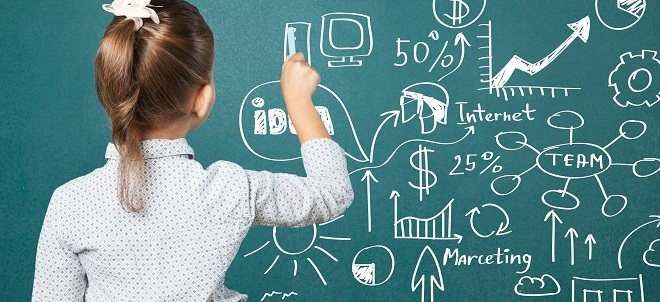 $
50%
Internet
TEAM
$
25%
Marceting